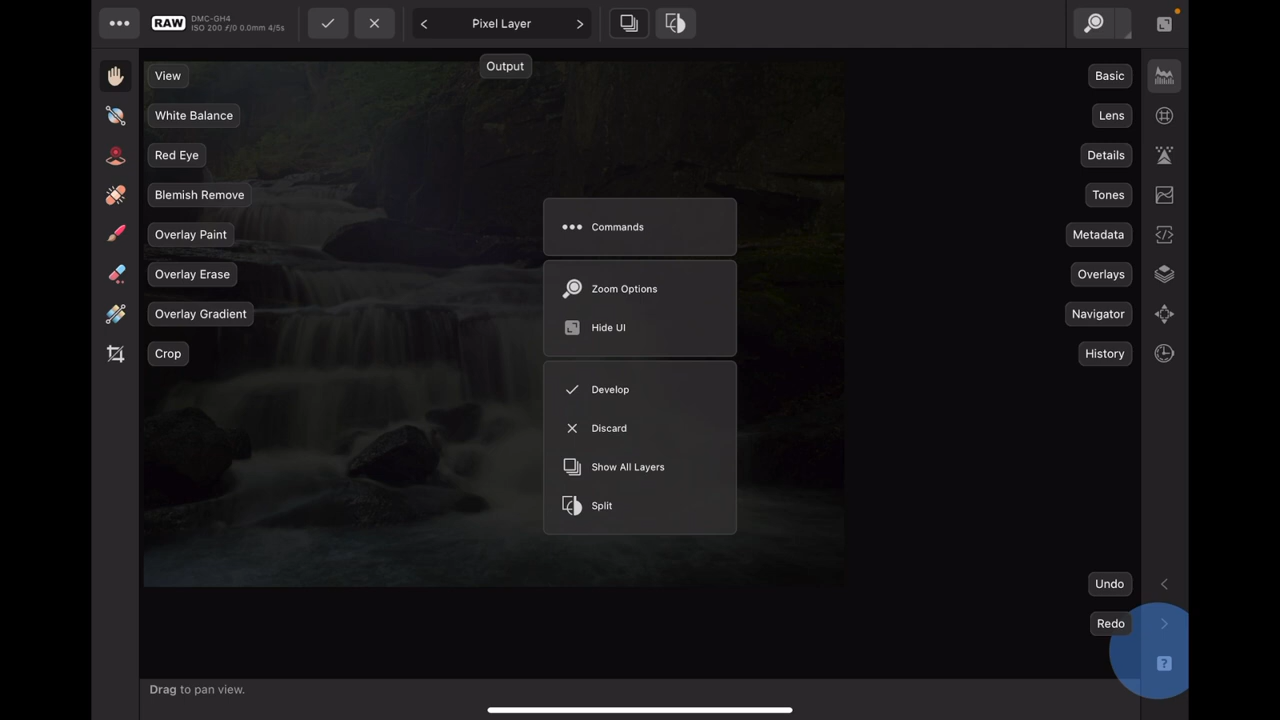 RAW
DMC-GH4
ISO 200 ƒ/0 0.0mm 4/5s
Pixel Layer
Output
View
White Balance
Red Eye
Blemish Remove
Overlay Paint
Overlay Erase
Overlay Gradient
Crop
Commands
Zoom Options
Hide UI
Develop
Discard
Show All Layers
Split
Basic
Lens
Details
Tones
Metadata
Overlays
Navigator
History
Undo
Redo
?
Drag to pan view.